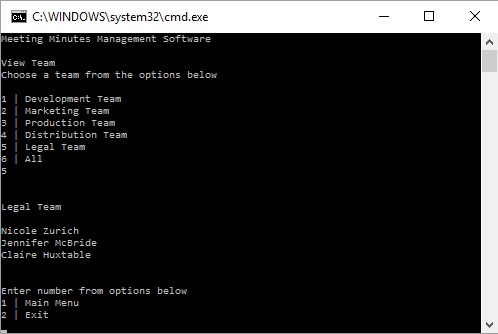 C:\WINDOWS\system32\cmd.exe
Meeting Minutes Management Software
View Team
Choose a team from the options below
1 | Development Team
2 | Marketing Team
3 | Production Team
4 | Distribution Team
5 | Legal Team
6 | All
5
Legal Team
Nicole Zurich
Jennifer McBride
Claire Huxtable
Enter number from options below
1 | Main Menu
2 | Exit